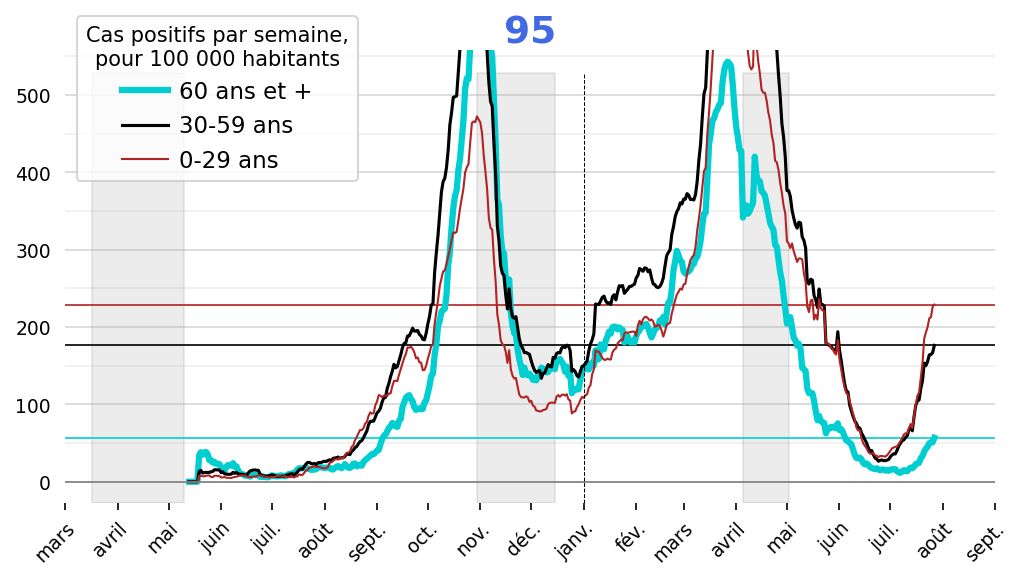 95
Cas positifs par semaine,
pour 100 000 habitants
60 ans et +
30-59 ans
0-29 ans
500
400
300
200
100
0
mars
avril
mai
juin
juil.
août
sept.
oct.
nov.
déc.
janv.
fév.
mars
avril
mai
juin
juil.
août
sept.